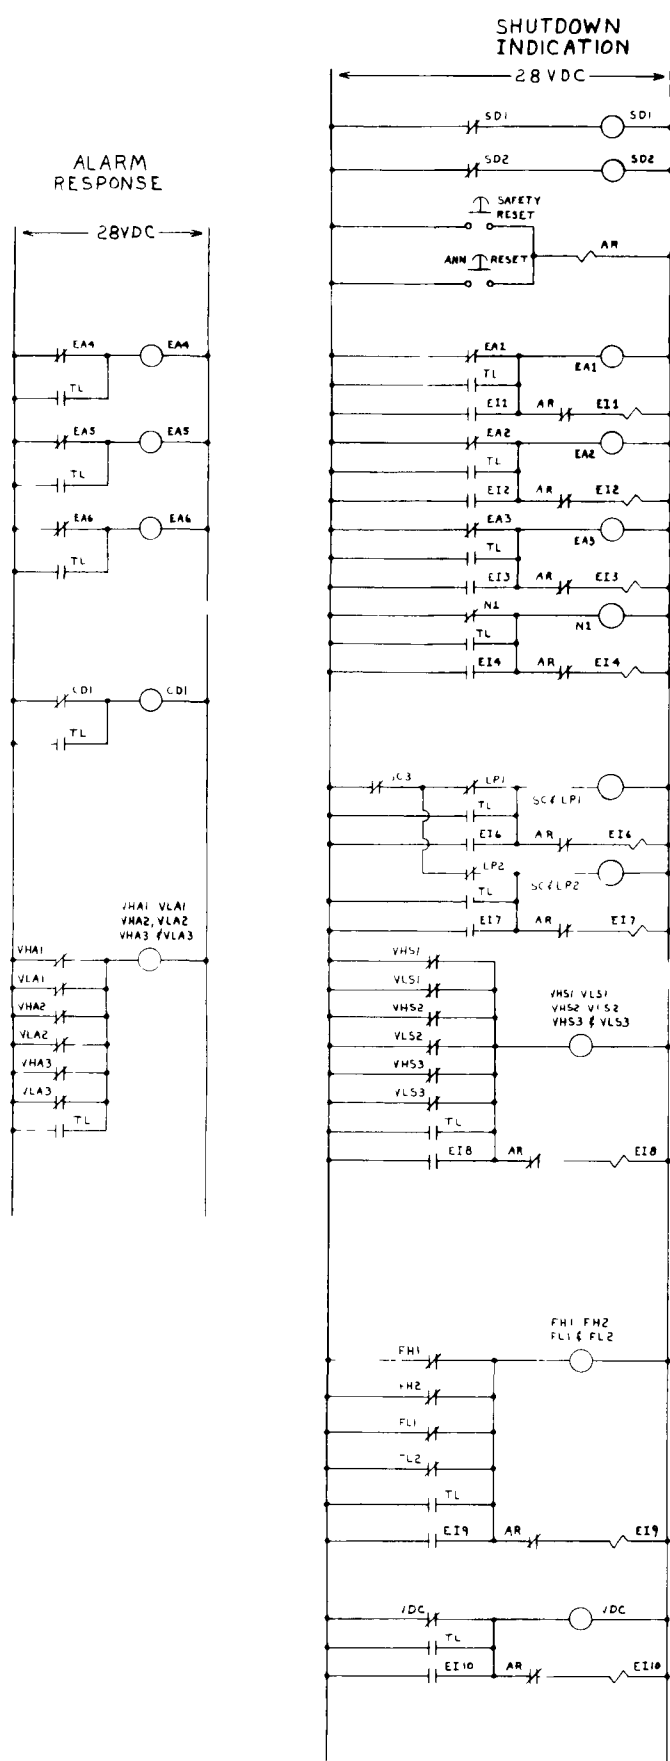 ALARM
RESPONSE
28VDC
EA4 EA4
TL
EA5 EA5
TL
EA6 EA6
TL
CD1 CD1
TL
VHA1 VLA1
VHA2, VLA2
VHA3 & VLA3
VHA1
VLA1
VHA2
VLA2
VHA3
VLA3
TL
SHUTDOWN
INDICATION
28 VDC
SD1 SD1
SD2 SD2
SAFETY
RESET
AR
ANN RESET
EA1 EA1
TL
EI1 AR EI1
EA2 EA2
TL
EI2 AR EI2
EA3 EA3
TL
EI3 AR EI3
N1 N1
TL
EI4 AR EI4
LP1 SC & LP1
TL
EI6 AR EI6
LP2 SC & LP2
TL
EI7 AR EI7
VHS1
VLS1
VHS2
VLS2
VHS3
VLS3
TL
VHS1 VLS1
VHS2 VLS2
VHS3 & VLS3
EI8 AR EI8
FH1 FH2
FL1 & FL2
FH1
FH2
FL1
TL
EI9 AR EI9
VDC VDC
TL
EI10 AR EI10